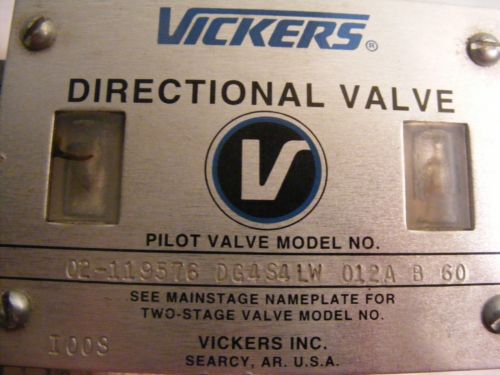 VICKERS®
DIRECTIONAL VALVE
V
PILOT VALVE MODEL NO.
02-119576 DG4S4LW 012A B 60
SEE MAINSTAGE NAMEPLATE FOR
TWO-STAGE VALVE MODEL NO.
I00S
VICKERS INC.
SEARCY, AR. U.S.A.